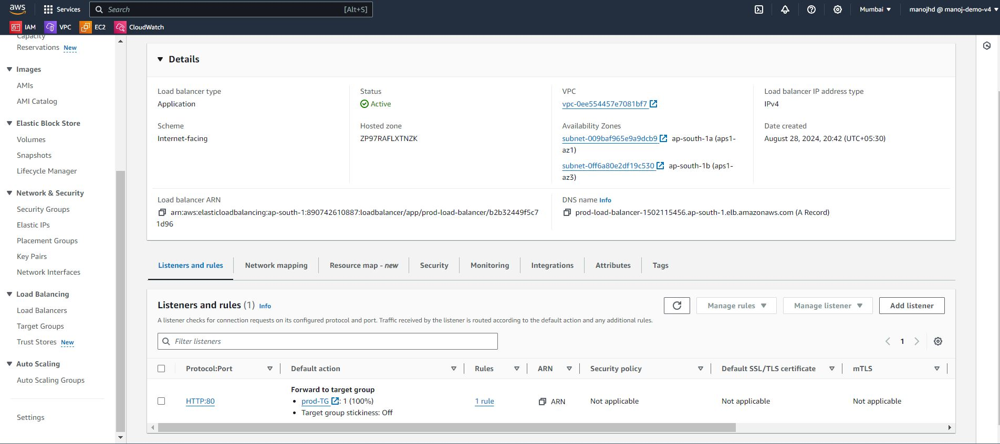 aws
Services
Search
[Alt+S]
Mumbai
manojhd @ manoj-demo-v4
IAM
VPC
EC2
CloudWatch
Capacity
Reservations New
Images
AMIs
AMI Catalog
Elastic Block Store
Volumes
Snapshots
Lifecycle Manager
Network & Security
Security Groups
Elastic IPs
Placement Groups
Key Pairs
Network Interfaces
Load Balancing
Load Balancers
Target Groups
Trust Stores New
Auto Scaling
Auto Scaling Groups
Settings
Details
Load balancer type
Application
Status
Active
VPC
vpc-0ee554457e7081bf7
Load balancer IP address type
IPv4
Scheme
Internet-facing
Hosted zone
ZP97RAFLXTNZK
Availability Zones
subnet-009baf965e9a9dcb9 ap-south-1a (aps1-
az1)
subnet-0ff6a80e2df19c530 ap-south-1b (aps1-
az3)
Date created
August 28, 2024, 20:42 (UTC+05:30)
Load balancer ARN
arn:aws:elasticloadbalancing:ap-south-1:890742610887:loadbalancer/app/prod-load-balancer/b2b32449f5c7
1d96
DNS name Info
prod-load-balancer-1502115456.ap-south-1.elb.amazonaws.com (A Record)
Listeners and rules
Network mapping
Resource map - new
Security
Monitoring
Integrations
Attributes
Tags
Listeners and rules (1) Info
Manage rules
Manage listener
Add listener
A listener checks for connection requests on its configured protocol and port. Traffic received by the listener is routed according to the default action and any additional rules.
Filter listeners
1
Protocol:Port
Default action
Rules
ARN
Security policy
Default SSL/TLS certificate
mTLS
HTTP:80
Forward to target group
• prod-TG : 1 (100%)
• Target group stickiness: Off
1 rule
ARN
Not applicable
Not applicable
Not applicable